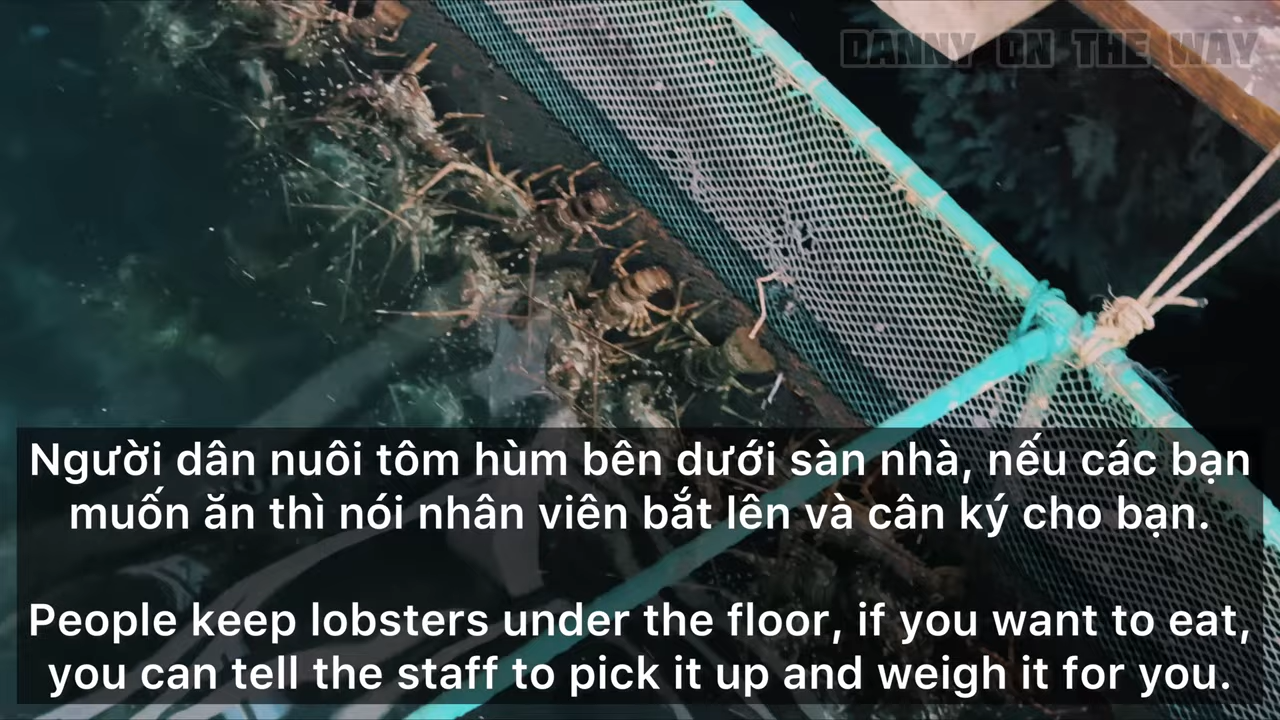 DANNY ON THE WAY
Người dân nuôi tôm hùm bên dưới sàn nhà, nếu các bạn
muốn ăn thì nói nhân viên bắt lên và cân ký cho bạn.
People keep lobsters under the floor, if you want to eat,
you can tell the staff to pick it up and weigh it for you.